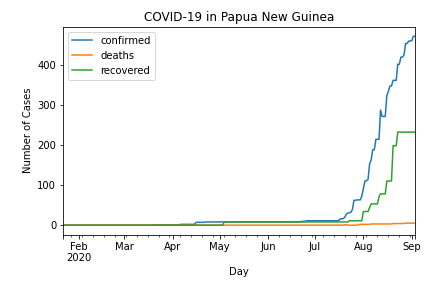 COVID-19 in Papua New Guinea
confirmed
deaths
recovered
Number of Cases
400
300
200
100
0
Feb
2020
Mar
Apr
May
Jun
Jul
Aug
Sep
Day